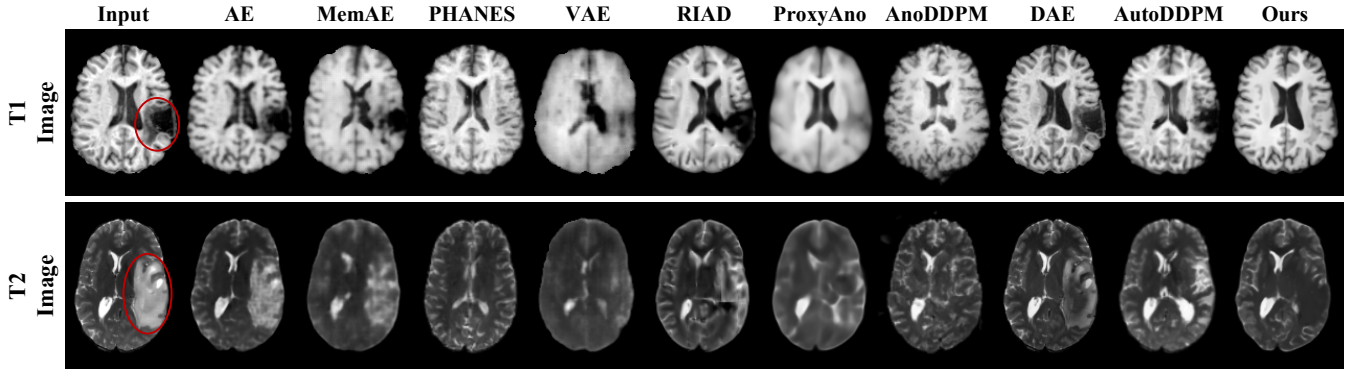 Input AE MemAE PHANES VAE RIAD ProxyAno AnoDDPM DAE AutoDDPM Ours
T1
Image
T2
Image